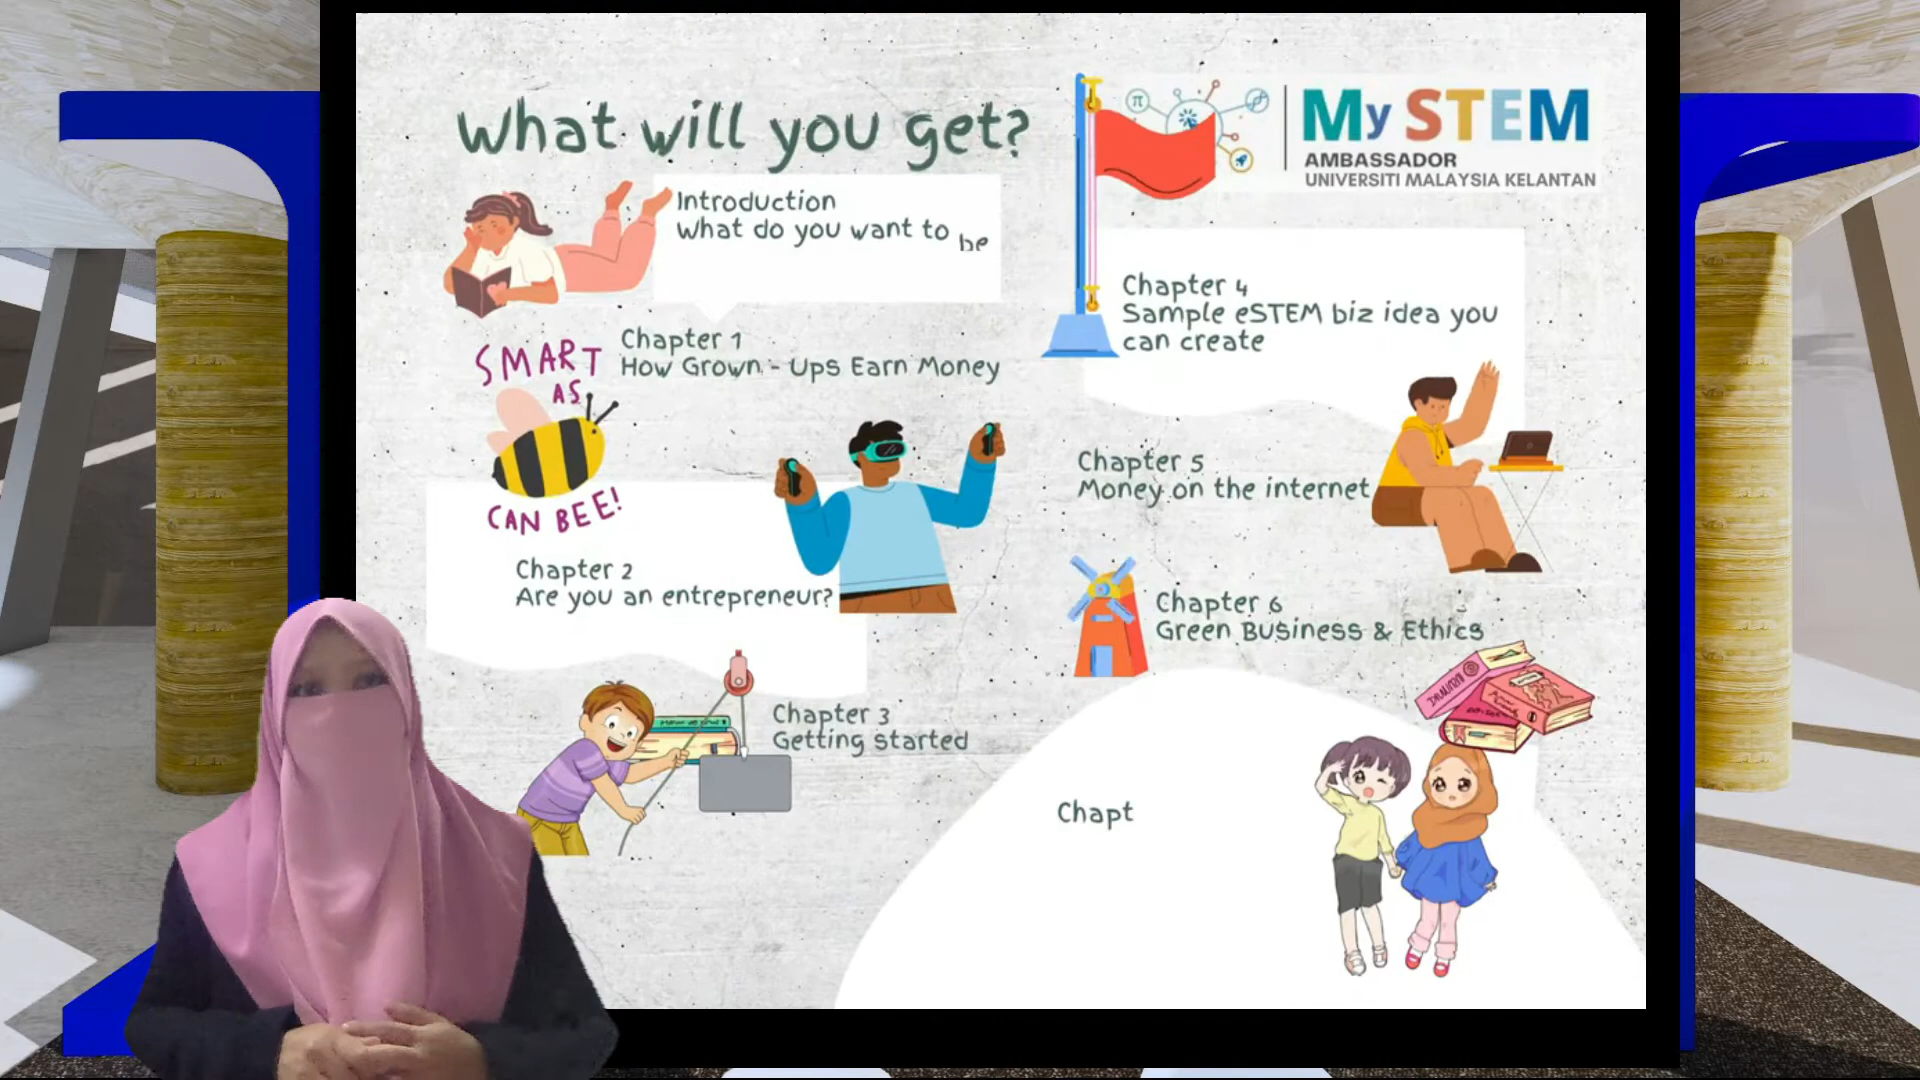 What will you get?
Introduction
What do you want to be
Chapter 1
How Grown - Ups Earn Money
SMART
AS
CAN BEE!
Chapter 2
Are you an entrepreneur?
Chapter 3
Getting started
My STEM
AMBASSADOR
UNIVERSITI MALAYSIA KELANTAN
Chapter 4
Sample eSTEM biz idea you
can create
Chapter 5
Money on the internet
Chapter 6
Green Business & Ethics
Chapt